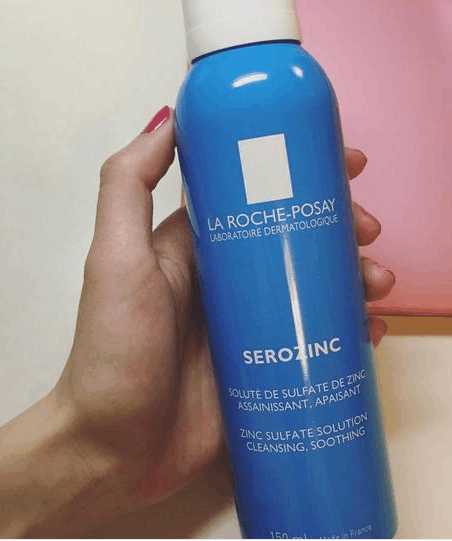 LA ROCHE-POSAY
LABORATOIRE DERMATOLOGIQUE
SEROZINC
SOLUTÉ DE SULFATE DE ZINC
ASSAINISSANT, APAISANT
ZINC SULFATE SOLUTION
CLEANSING, SOOTHING
150 ml Made in France